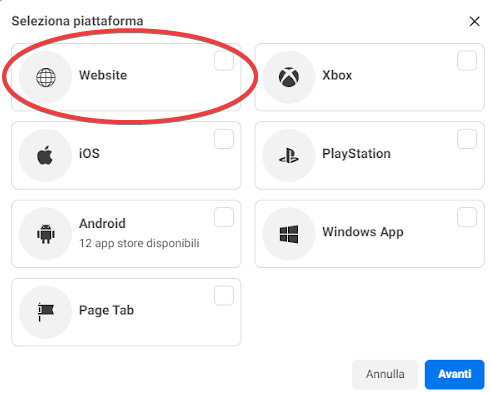 Seleziona piattaforma
Website
Xbox
iOS
PlayStation
Android
12 app store disponibili
Windows App
Page Tab
Annulla
Avanti